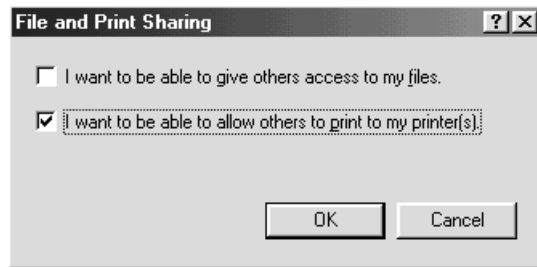 File and Print Sharing
I want to be able to give others access to my files.
I want to be able to allow others to print to my printer(s).
OK Cancel